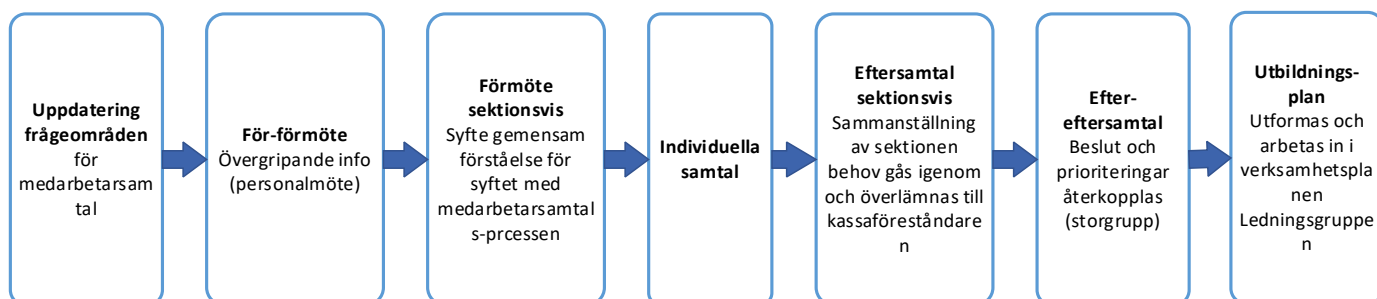 Uppdatering
frågeområden
för
medarbetarsam
tal
För-förmöte
Övergripande info
(personalmöte)
Förmöte
sektionsvis
Syfte gemensam
förståelse för
syftet med
medarbetarsamtal
s-prcessen
Individuella
samtal
Eftersamtal
sektionsvis
Sammanställning
av sektionen
behov gås igenom
och överlämnas till
kassaföreståndare
n
Efter-
eftersamtal
Beslut och
prioriteringar
återkopplas
(storgrupp)
Utbildnings-
plan
Utformas och
arbetas in i
verksamhetspla
nen
Ledningsgruppe
n